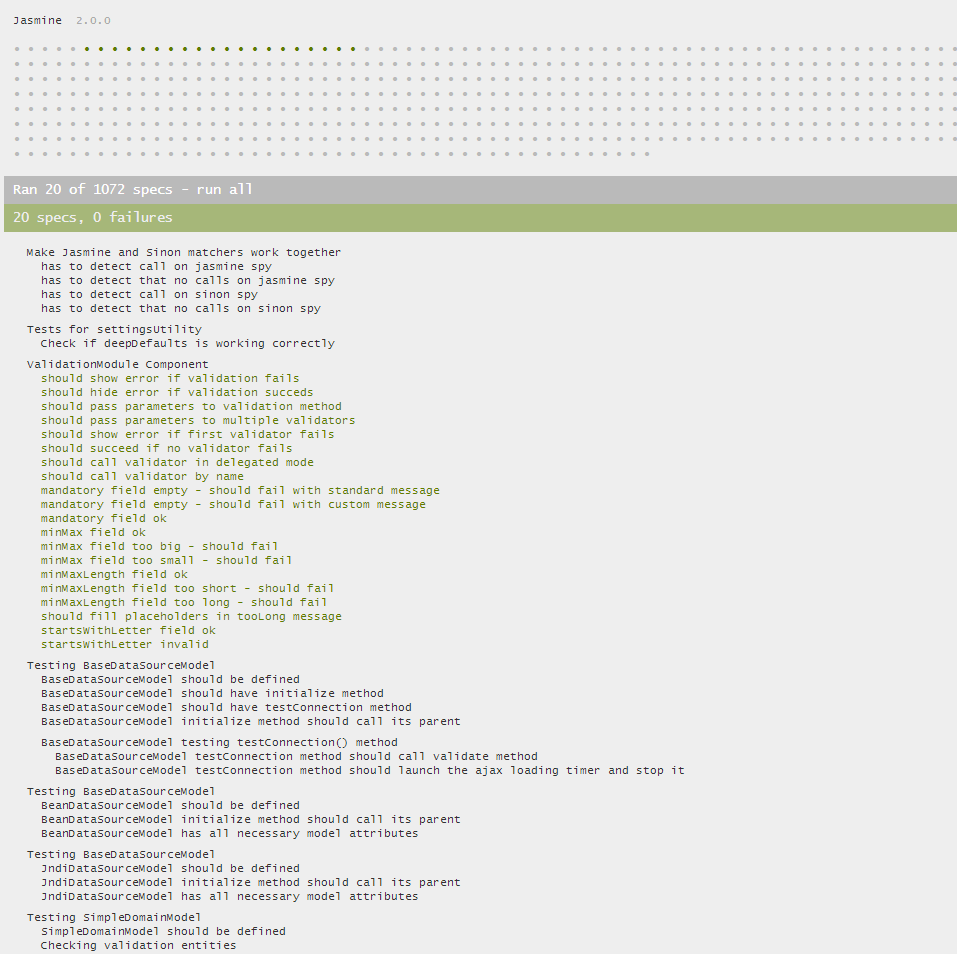 Jasmine 2.0.0
Ran 20 of 1072 specs - run all
20 specs, 0 failures
Make Jasmine and Sinon matchers work together
has to detect call on jasmine spy
has to detect that no calls on jasmine spy
has to detect call on sinon spy
has to detect that no calls on sinon spy
Tests for settingsUtility
Check if deepDefaults is working correctly
ValidationModule Component
should show error if validation fails
should hide error if validation succeds
should pass parameters to validation method
should pass parameters to multiple validators
should show error if first validator fails
should succeed if no validator fails
should call validator in delegated mode
should call validator by name
mandatory field empty - should fail with standard message
mandatory field empty - should fail with custom message
mandatory field ok
minMax field ok
minMax field too big - should fail
minMax field too small - should fail
minMaxLength field ok
minMaxLength field too short - should fail
minMaxLength field too long - should fail
should fill placeholders in tooLong message
startsWithLetter field ok
startsWithLetter invalid
Testing BaseDataSourceModel
BaseDataSourceModel should be defined
BaseDataSourceModel should have initialize method
BaseDataSourceModel should have testConnection method
BaseDataSourceModel initialize method should call its parent
BaseDataSourceModel testing testConnection() method
BaseDataSourceModel testConnection method should call validate method
BaseDataSourceModel testConnection method should launch the ajax loading timer and stop it
Testing BaseDataSourceModel
BeanDataSourceModel should be defined
BeanDataSourceModel initialize method should call its parent
BeanDataSourceModel has all necessary model attributes
Testing BaseDataSourceModel
JndiDataSourceModel should be defined
JndiDataSourceModel initialize method should call its parent
JndiDataSourceModel has all necessary model attributes
Testing SimpleDomainModel
SimpleDomainModel should be defined
Checking validation entities